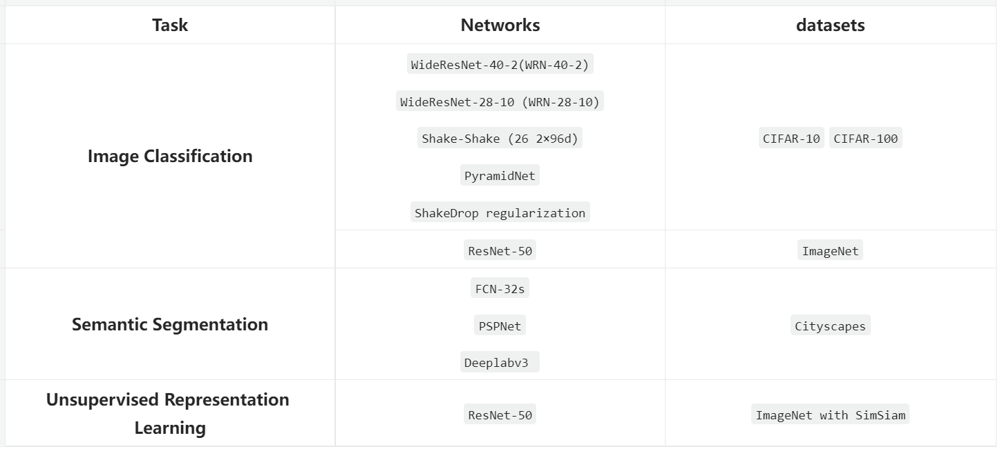 Task
Networks
datasets
Image Classification
WideResNet-40-2(WRN-40-2)
WideResNet-28-10 (WRN-28-10)
Shake-Shake (26 2×96d)
PyramidNet
ShakeDrop regularization
CIFAR-10 CIFAR-100
ResNet-50
ImageNet
Semantic Segmentation
FCN-32s
PSPNet
Deeplabv3
Cityscapes
Unsupervised Representation
Learning
ResNet-50
ImageNet with SimSiam